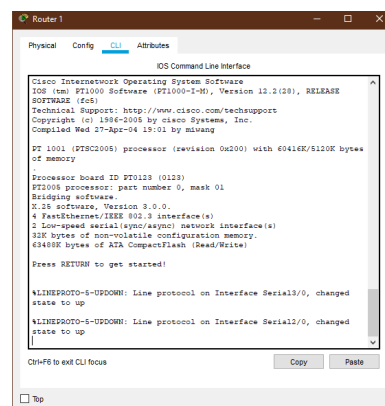 Router 1
Physical Config CLI Attributes
IOS Command Line Interface
Cisco Internetwork Operating System Software
IOS (tm) PT1000 Software (PT1000-I-M), Version 12.2(28), RELEASE
SOFTWARE (fc5)
Technical Support: http://www.cisco.com/techsupport
Copyright (c) 1986-2005 by cisco Systems, Inc.
Compiled Wed 27-Apr-04 19:01 by miwang
PT 1001 (PTSC2005) processor (revision 0x200) with 60416K/5120K bytes
of memory
.
Processor board ID PT0123 (0123)
PT2005 processor: part number 0, mask 01
Bridging software.
X.25 software, Version 3.0.0.
4 FastEthernet/IEEE 802.3 interface(s)
2 Low-speed serial(sync/async) network interface(s)
32K bytes of non-volatile configuration memory.
63488K bytes of ATA CompactFlash (Read/Write)
Press RETURN to get started!
%LINEPROTO-5-UPDOWN: Line protocol on Interface Serial3/0, changed
state to up
%LINEPROTO-5-UPDOWN: Line protocol on Interface Serial2/0, changed
state to up
Ctrl+F6 to exit CLI focus
Copy Paste
Top